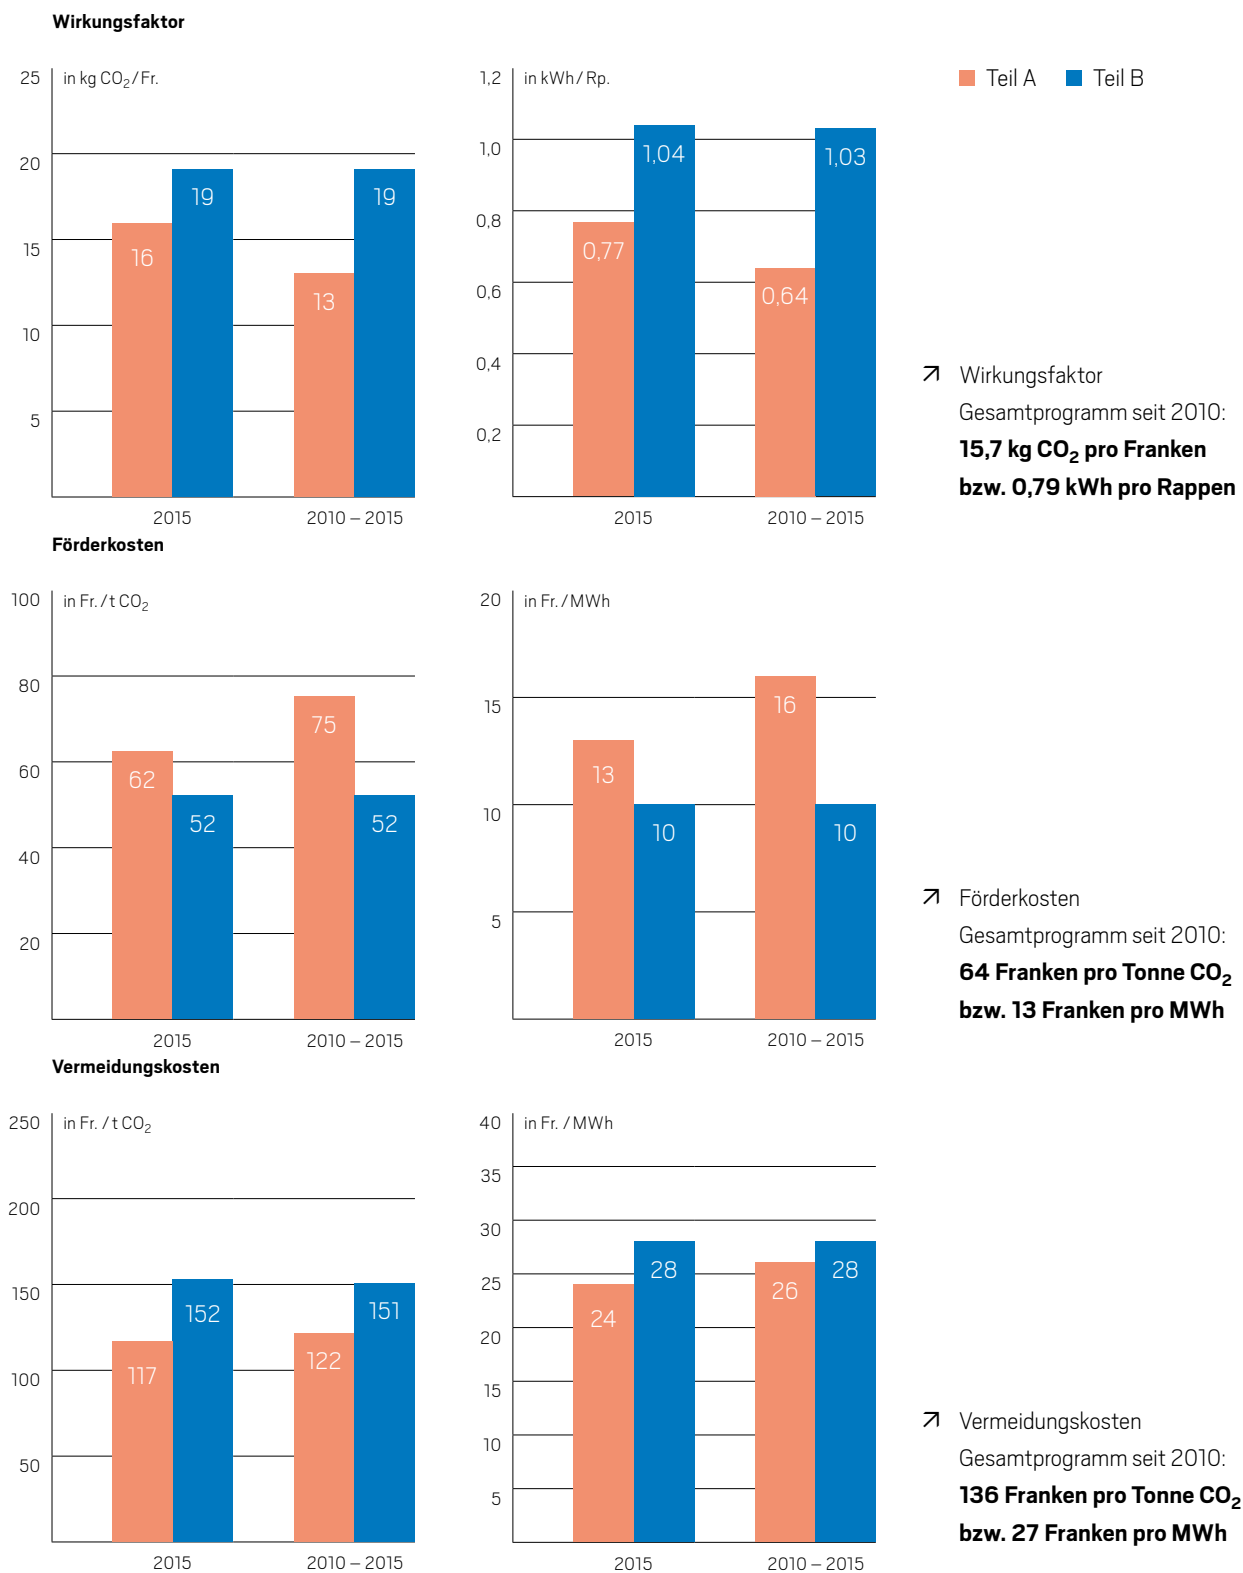 Wirkungsfaktor
25 in kg CO₂/Fr.
20
15
10
5
16
19
13
19
2015
2010 – 2015
1,2 in kWh/Rp.
1,0
0,8
0,6
0,4
0,2
0,77
1,04
0,64
1,03
2015
2010 – 2015
Teil A Teil B
Wirkungsfaktor
Gesamtprogramm seit 2010:
15,7 kg CO₂ pro Franken
bzw. 0,79 kWh pro Rappen
Förderkosten
100 in Fr./t CO₂
80
60
40
20
62
52
75
52
2015
2010 – 2015
20 in Fr./MWh
15
10
5
13
10
16
10
2015
2010 – 2015
Förderkosten
Gesamtprogramm seit 2010:
64 Franken pro Tonne CO₂
bzw. 13 Franken pro MWh
Vermeidungskosten
250 in Fr. / t CO₂
200
150
100
50
117
152
122
151
2015
2010 – 2015
40 in Fr. / MWh
35
30
25
20
15
10
5
24
28
26
28
2015
2010 – 2015
Vermeidungskosten
Gesamtprogramm seit 2010:
136 Franken pro Tonne CO₂
bzw. 27 Franken pro MWh